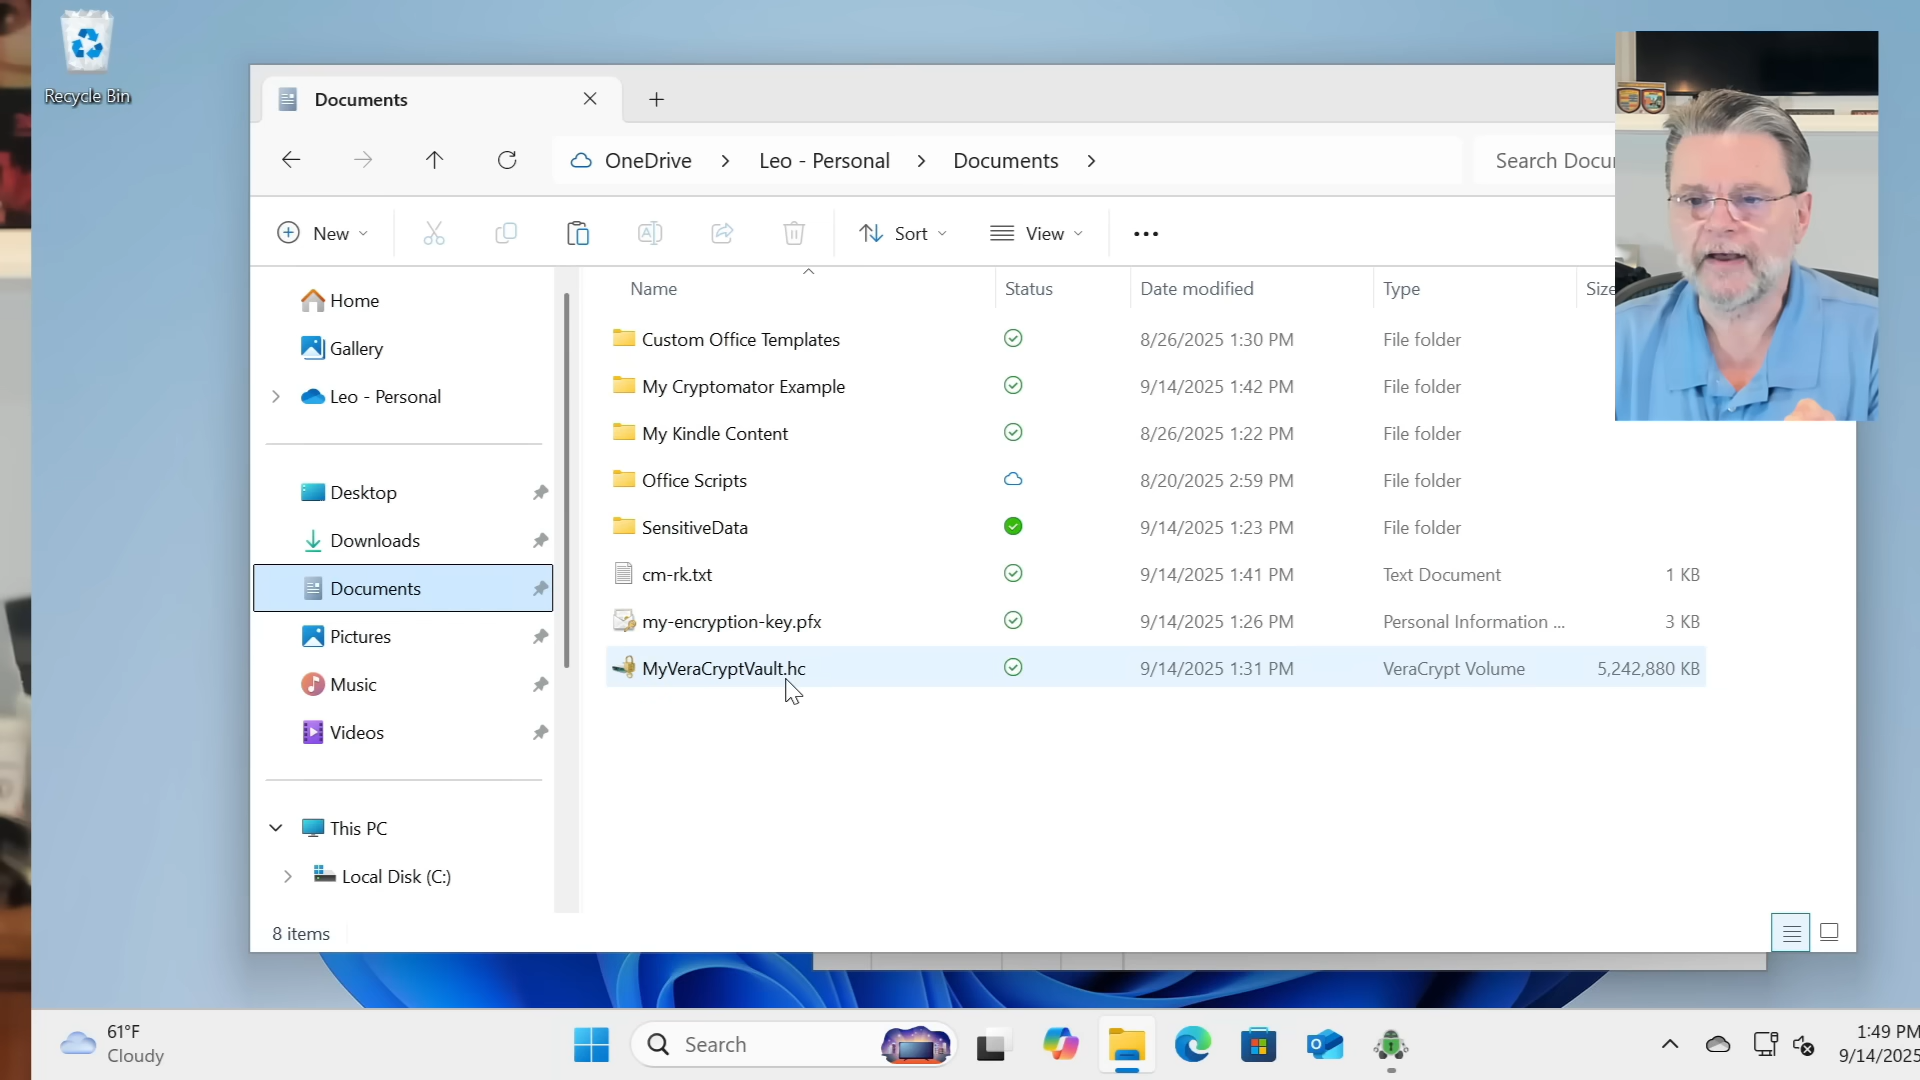 Recycle Bin
Documents
OneDrive > Leo - Personal > Documents >
Search Docu
New
Sort
View
Name Status Date modified Type Size
Home
Gallery
Leo - Personal
Desktop
Downloads
Documents
Pictures
Music
Videos
This PC
Local Disk (C:)
Custom Office Templates 8/26/2025 1:30 PM File folder
My Cryptomator Example 9/14/2025 1:42 PM File folder
My Kindle Content 8/26/2025 1:22 PM File folder
Office Scripts 8/20/2025 2:59 PM File folder
SensitiveData 9/14/2025 1:23 PM File folder
cm-rk.txt 9/14/2025 1:41 PM Text Document 1 KB
my-encryption-key.pfx 9/14/2025 1:26 PM Personal Information ... 3 KB
MyVeraCryptVault.hc 9/14/2025 1:31 PM VeraCrypt Volume 5,242,880 KB
8 items
61°F
Cloudy
Search
1:49 PM
9/14/2025